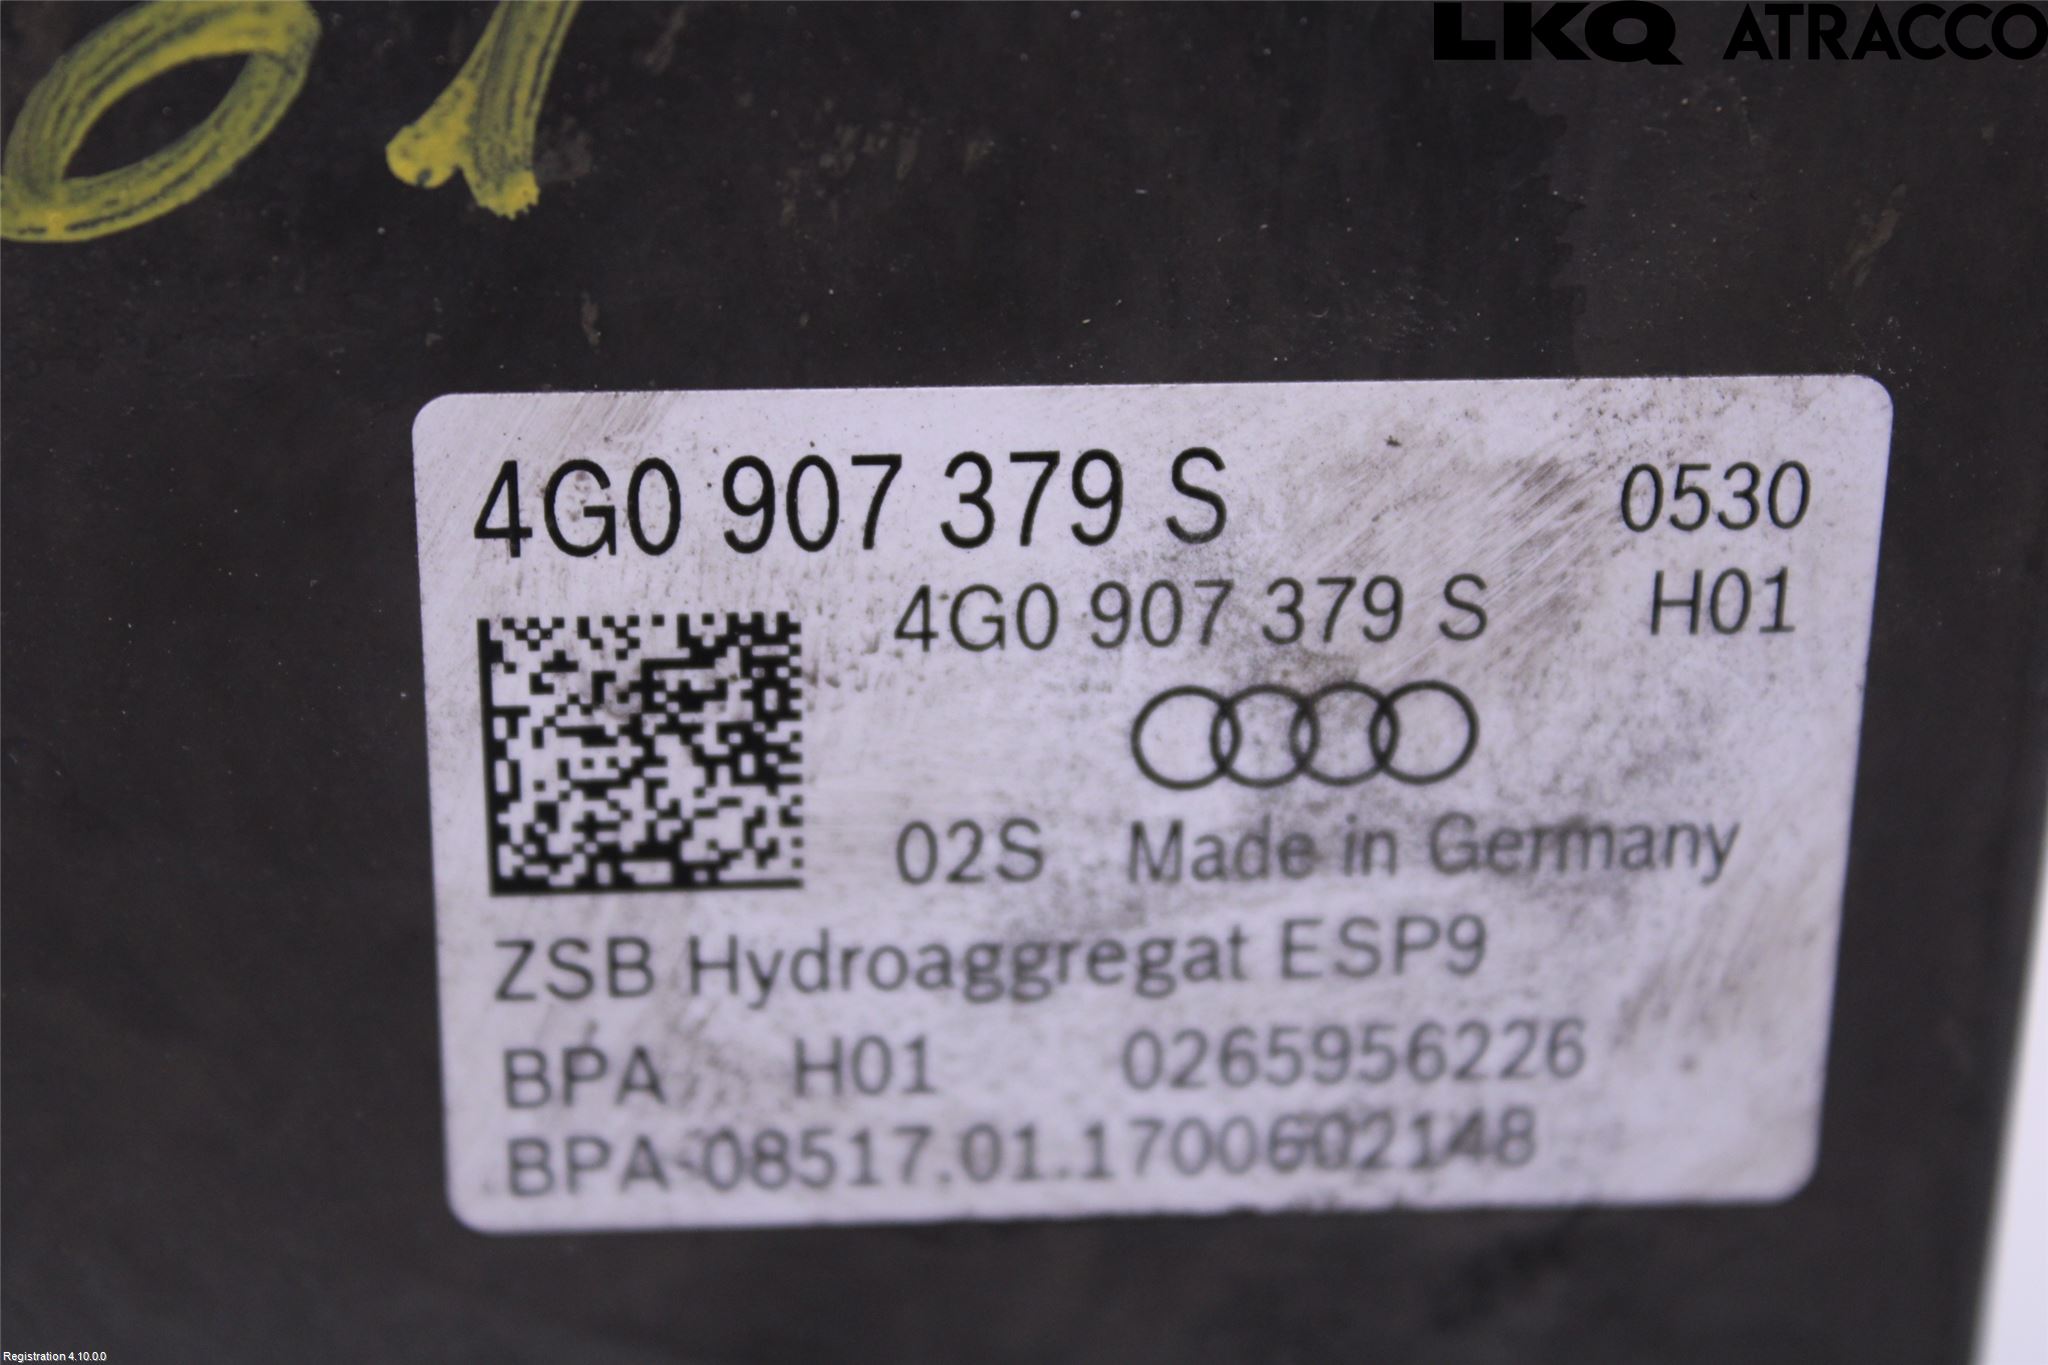 LKQ ATRACCO
01
4G0 907 379 S 0530
4G0 907 379 S H01
02S Made in Germany
ZSB Hydroaggregat ESP9
BPA H01 0265956226
BPA-08517.01.1700602148
Registration 4.10.0.0